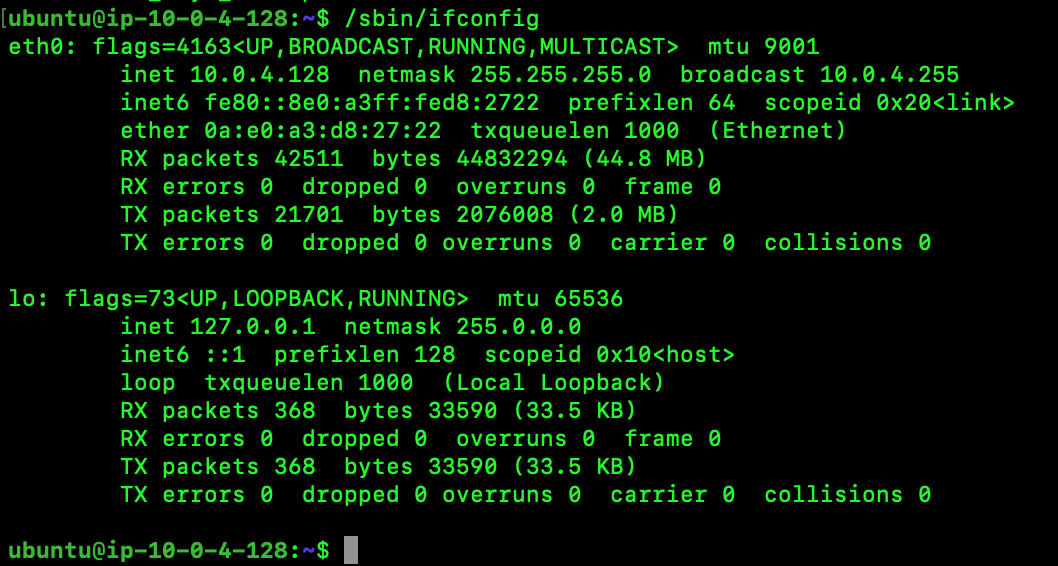 [ubuntu@ip-10-0-4-128:~$ /sbin/ifconfig
eth0: flags=4163<UP,BROADCAST,RUNNING,MULTICAST>  mtu 9001
        inet 10.0.4.128  netmask 255.255.255.0  broadcast 10.0.4.255
        inet6 fe80::8e0:a3ff:fed8:2722  prefixlen 64  scopeid 0x20<link>
        ether 0a:e0:a3:d8:27:22  txqueuelen 1000  (Ethernet)
        RX packets 42511  bytes 44832294 (44.8 MB)
        RX errors 0  dropped 0  overruns 0  frame 0
        TX packets 21701  bytes 2076008 (2.0 MB)
        TX errors 0  dropped 0 overruns 0  carrier 0  collisions 0

lo: flags=73<UP,LOOPBACK,RUNNING>  mtu 65536
        inet 127.0.0.1  netmask 255.0.0.0
        inet6 ::1  prefixlen 128  scopeid 0x10<host>
        loop  txqueuelen 1000  (Local Loopback)
        RX packets 368  bytes 33590 (33.5 KB)
        RX errors 0  dropped 0  overruns 0  frame 0
        TX packets 368  bytes 33590 (33.5 KB)
        TX errors 0  dropped 0 overruns 0  carrier 0  collisions 0

ubuntu@ip-10-0-4-128:~$